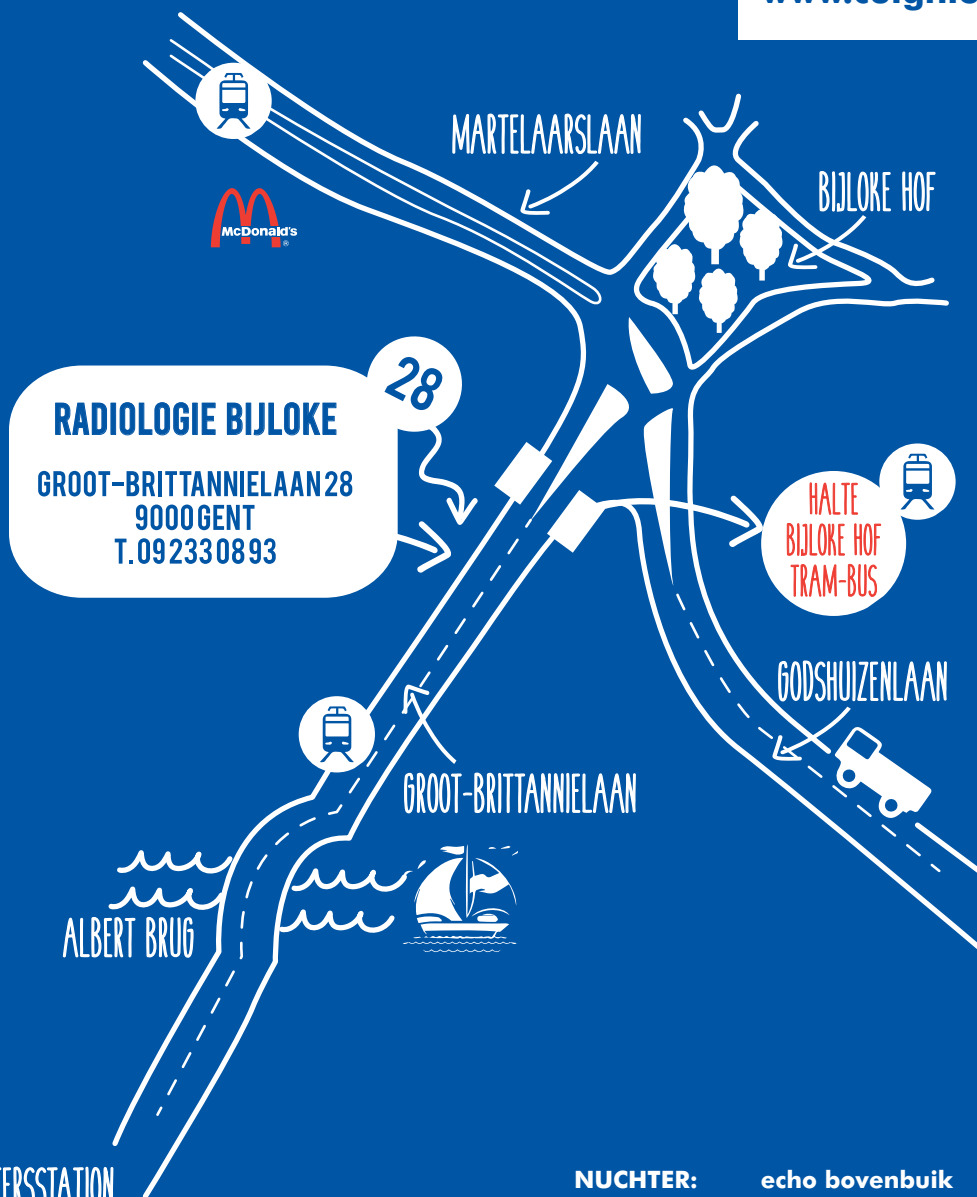 MARTELAARSLAAN
BIJLOKE HOF
McDonald's
®
28
RADIOLOGIE BIJLOKE
GROOT-BRITTANNIELAAN 28
9000 GENT
T. 09 233 08 93
HALTE
BIJLOKE HOF
TRAM-BUS
GODSHUIZENLAAN
GROOT-BRITTANNIELAAN
ALBERT BRUG
NUCHTER: echo bovenbuik